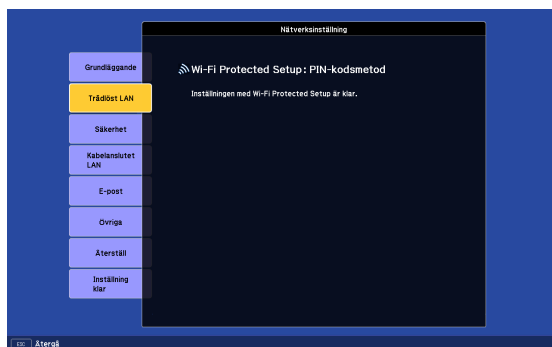 Nätverksinställning
Grundläggande
Trådlöst LAN
Säkerhet
Kabelanslutet
LAN
E-post
Övriga
Återställ
Inställning
klar
Wi-Fi Protected Setup: PIN-kodsmetod
Inställningen med Wi-Fi Protected Setup är klar.
ESC Återgå